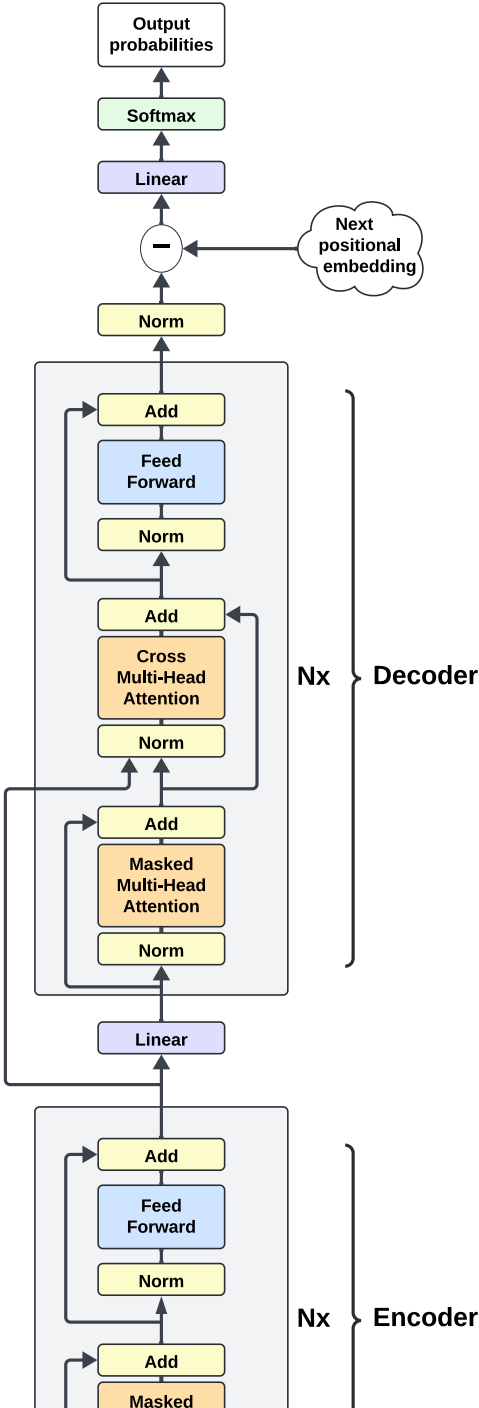 Output
probabilities
Softmax
Linear
−
Next
positional
embedding
Norm
Add
Feed
Forward
Norm
Add
Cross
Multi-Head
Attention
Norm
Nx
Decoder
Add
Masked
Multi-Head
Attention
Norm
Linear
Add
Feed
Forward
Norm
Nx
Encoder
Add
Masked